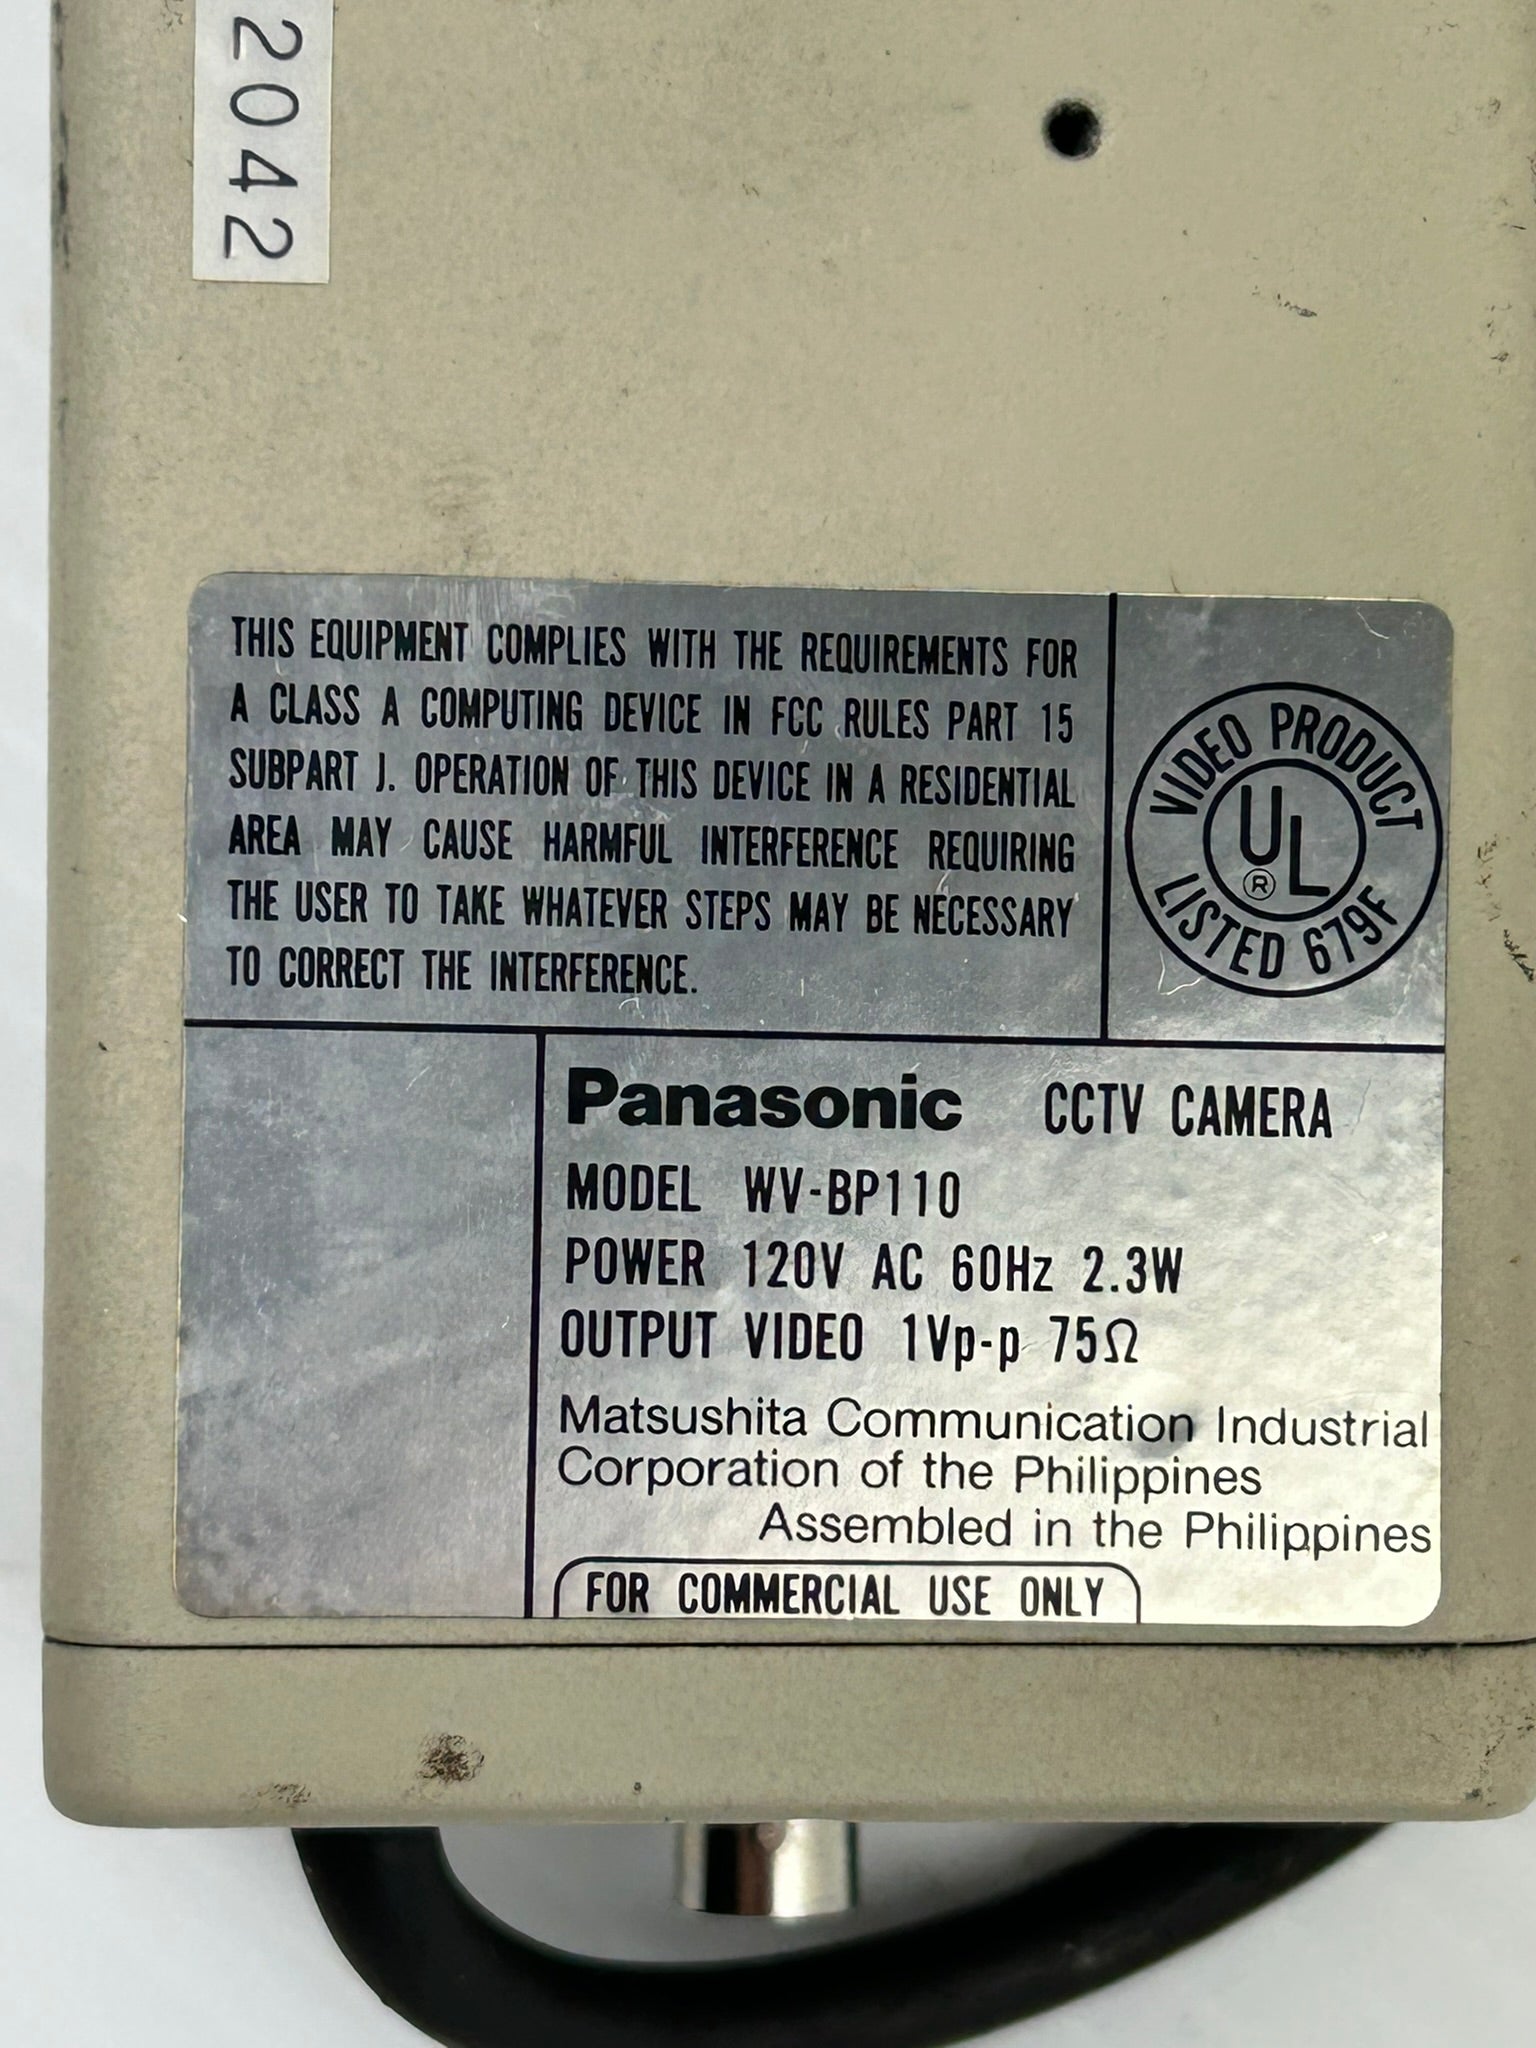 2042
THIS EQUIPMENT COMPLIES WITH THE REQUIREMENTS FOR
A CLASS A COMPUTING DEVICE IN FCC RULES PART 15
SUBPART J. OPERATION OF THIS DEVICE IN A RESIDENTIAL
AREA MAY CAUSE HARMFUL INTERFERENCE REQUIRING
THE USER TO TAKE WHATEVER STEPS MAY BE NECESSARY
TO CORRECT THE INTERFERENCE.
VIDEO PRODUCT
UL®
LISTED 679F
Panasonic CCTV CAMERA
MODEL WV-BP110
POWER 120V AC 60Hz 2.3W
OUTPUT VIDEO 1Vp-p 75Ω
Matsushita Communication Industrial
Corporation of the Philippines
Assembled in the Philippines
FOR COMMERCIAL USE ONLY